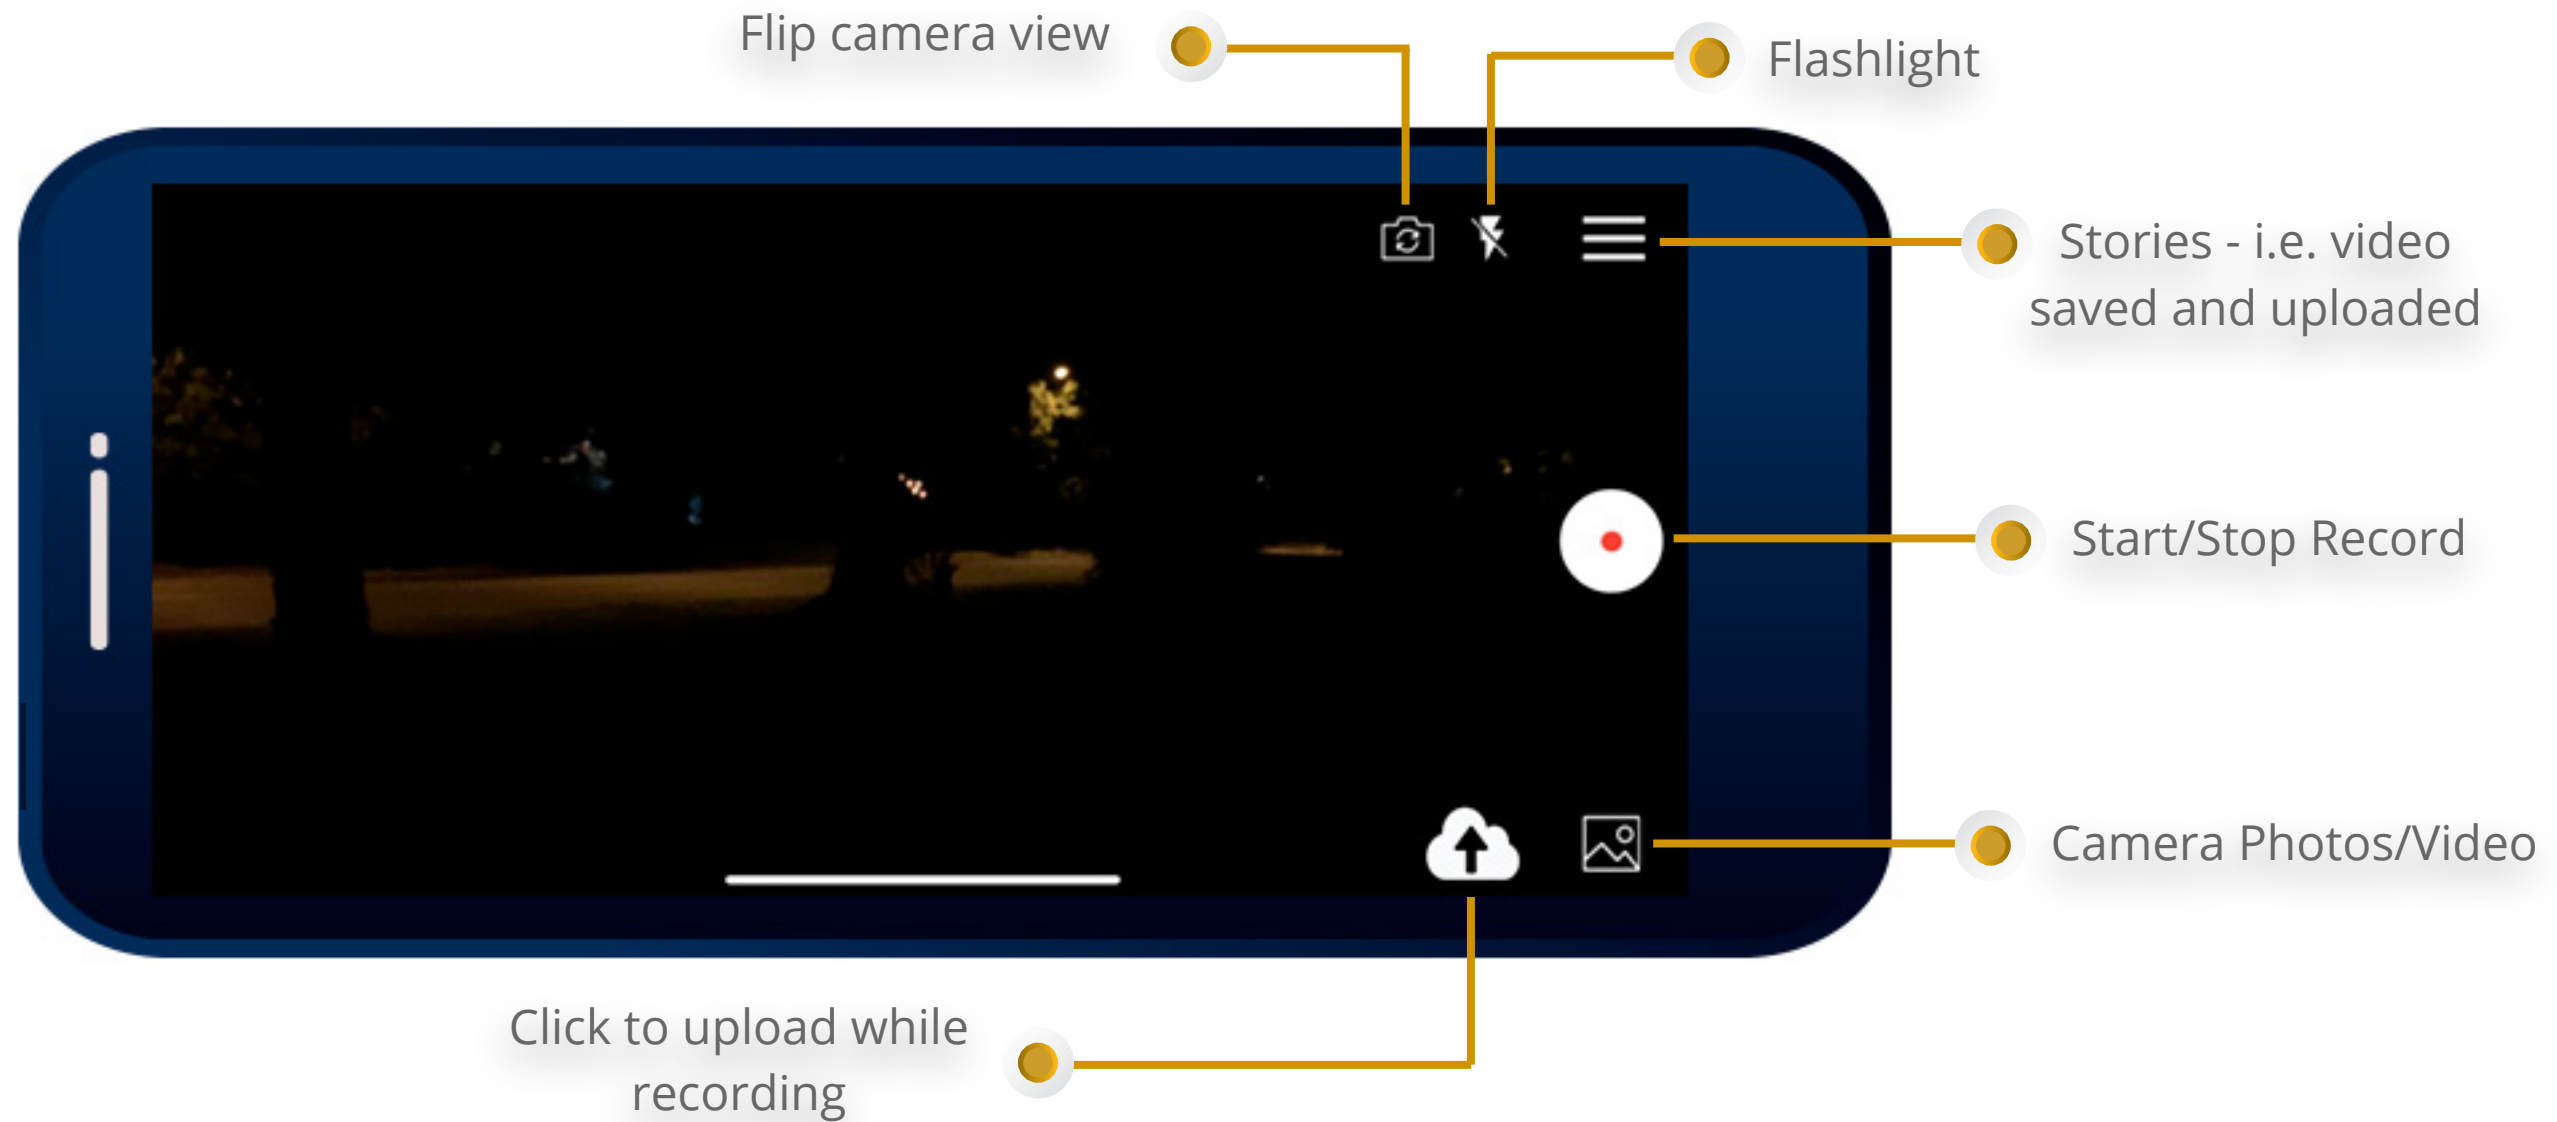 Flip camera view
Flashlight
Stories - i.e. video
saved and uploaded
Start/Stop Record
Camera Photos/Video
Click to upload while
recording